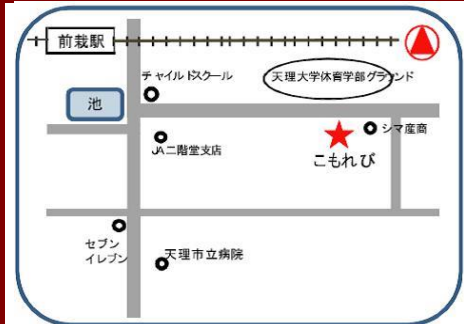 前栽駅
チャイルドスクール
天理大学体育学部グラウンド
池
シマ産商
JA二階堂支店
こもれび
セブン
イレブン
天理市立病院